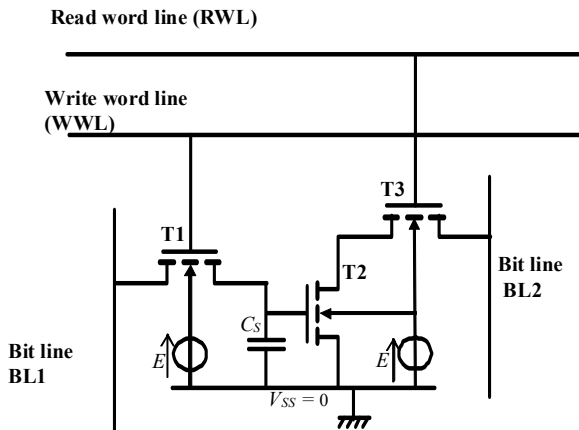 Read word line (RWL)
Write word line
(WWL)
T3
T1
T2
Bit line
BL2
CS
Bit line
BL1
E
E
VSS = 0